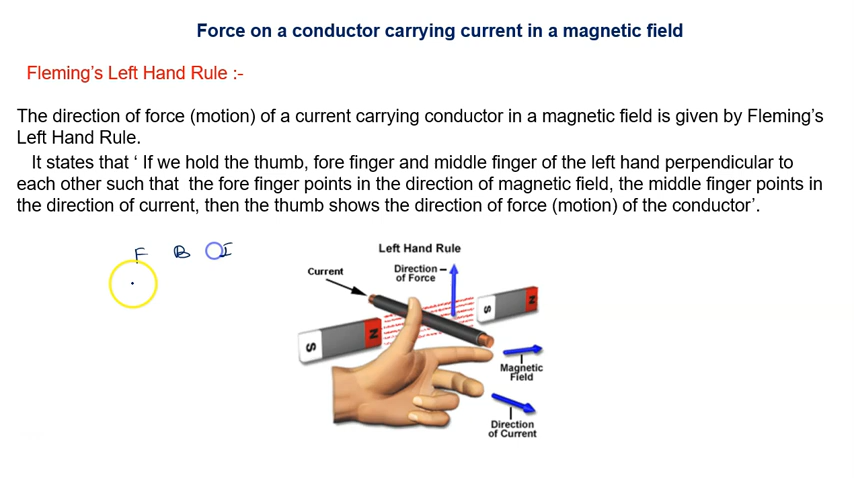 Force on a conductor carrying current in a magnetic field
Fleming’s Left Hand Rule :-
The direction of force (motion) of a current carrying conductor in a magnetic field is given by Fleming’s
Left Hand Rule.
It states that ‘ If we hold the thumb, fore finger and middle finger of the left hand perpendicular to
each other such that the fore finger points in the direction of magnetic field, the middle finger points in
the direction of current, then the thumb shows the direction of force (motion) of the conductor’.
F B I
Left Hand Rule
Current
Direction
of Force
S
N
S
N
Magnetic
Field
Direction
of Current